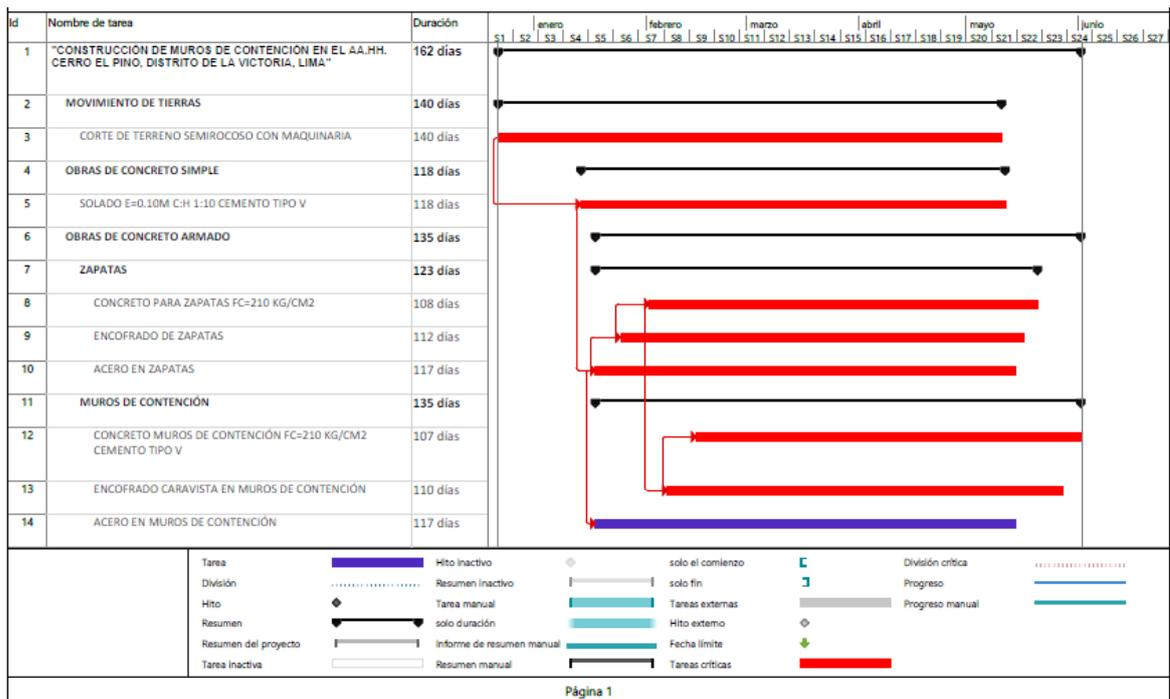 Id Nombre de tarea Duración enero febrero marzo abril mayo junio
S1 S2 S3 S4 S5 S6 S7 S8 S9 S10 S11 S12 S13 S14 S15 S16 S17 S18 S19 S20 S21 S22 S23 S24 S25 S26 S27
1 "CONSTRUCCIÓN DE MUROS DE CONTENCIÓN EN EL AA.HH. 162 días
CERRO EL PINO, DISTRITO DE LA VICTORIA, LIMA"
2 MOVIMIENTO DE TIERRAS 140 días
3 CORTE DE TERRENO SEMIROCOSO CON MAQUINARIA 140 días
4 OBRAS DE CONCRETO SIMPLE 118 días
5 SOLADO E=0.10M C:H 1:10 CEMENTO TIPO V 118 días
6 OBRAS DE CONCRETO ARMADO 135 días
7 ZAPATAS 123 días
8 CONCRETO PARA ZAPATAS FC=210 KG/CM2 108 días
9 ENCOFRADO DE ZAPATAS 112 días
10 ACERO EN ZAPATAS 117 días
11 MUROS DE CONTENCIÓN 135 días
12 CONCRETO MUROS DE CONTENCIÓN FC=210 KG/CM2 107 días
CEMENTO TIPO V
13 ENCOFRADO CARAVISTA EN MUROS DE CONTENCIÓN 110 días
14 ACERO EN MUROS DE CONTENCIÓN 117 días
Tarea Hito inactivo solo el comienzo División crítica
División Resumen inactivo solo fin Progreso
Hito Tarea manual Tareas externas Progreso manual
Resumen solo duración Hito externo
Resumen del proyecto Informe de resumen manual Fecha límite
Tarea inactiva Resumen manual Tareas críticas
Página 1